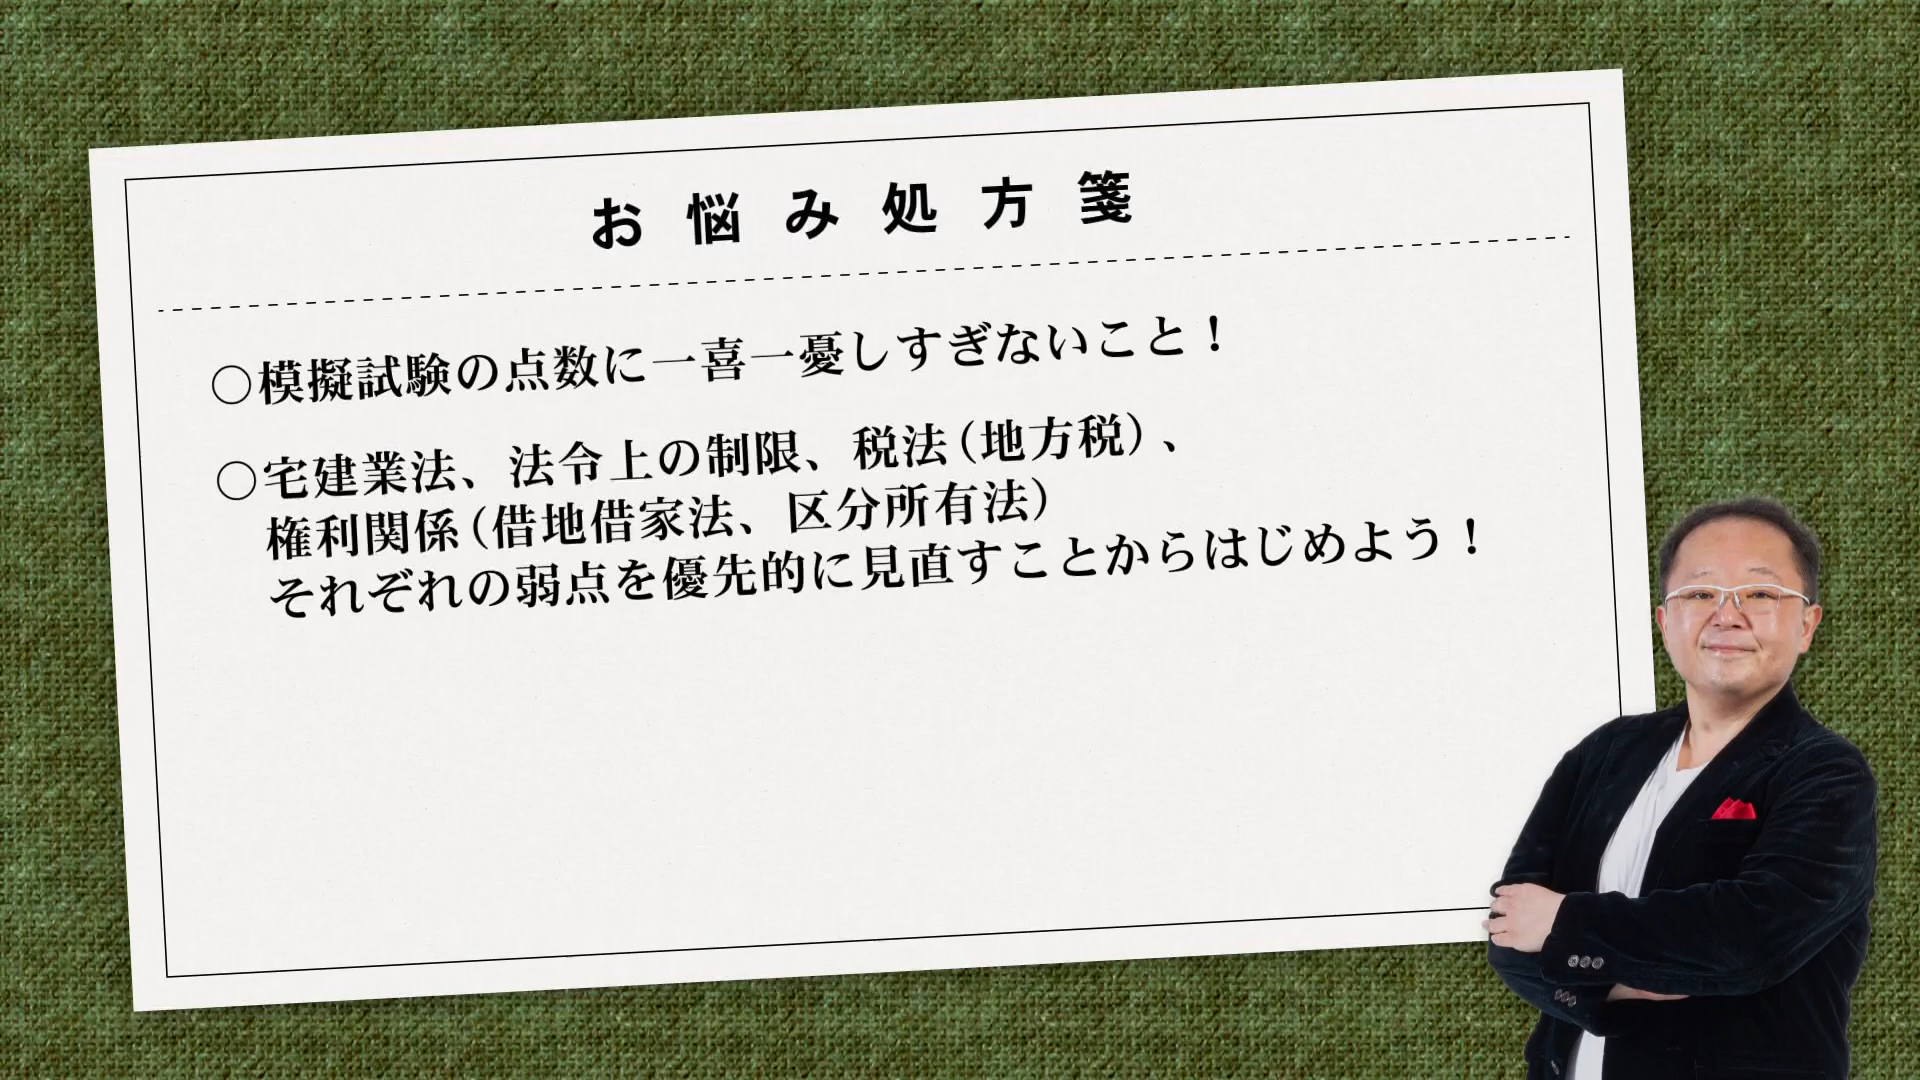 お悩み処方箋
○模擬試験の点数に一喜一憂しすぎないこと！
○宅建業法、法令上の制限、税法(地方税)、
権利関係(借地借家法、区分所有法)
それぞれの弱点を優先的に見直すことからはじめよう！